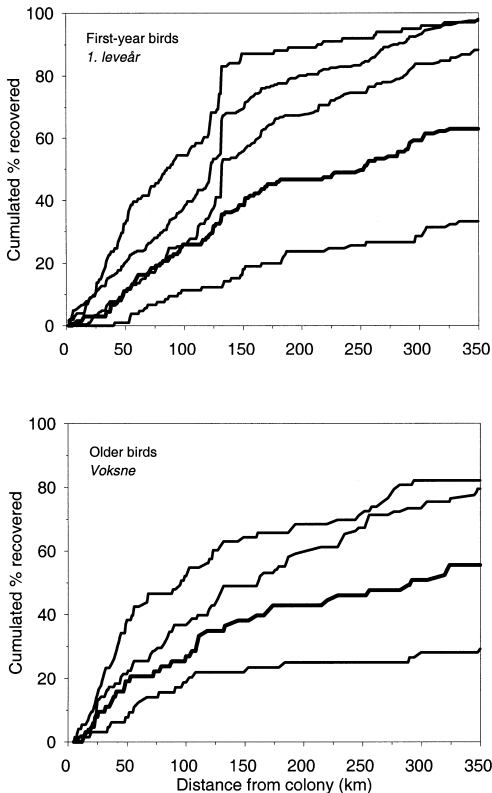 100
80
60
40
20
0
Cumulated % recovered
First-year birds
1. leveår
0 50 100 150 200 250 300 350
100
80
60
40
20
0
Cumulated % recovered
Older birds
Voksne
0 50 100 150 200 250 300 350
Distance from colony (km)